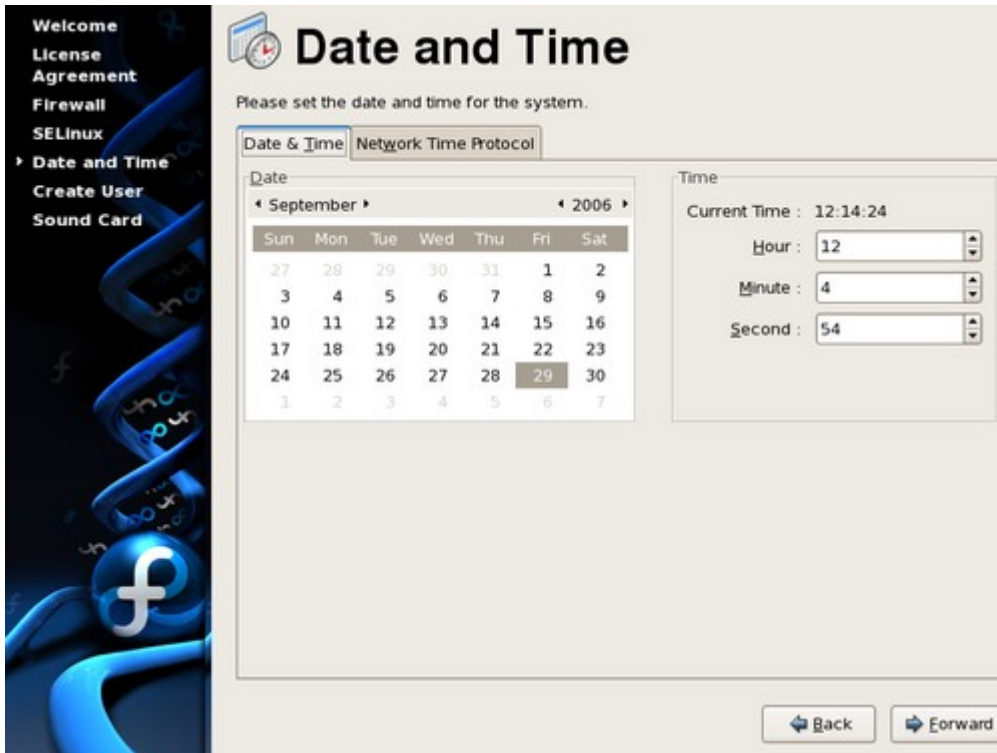 Welcome
License
Agreement
Firewall
SELinux
Date and Time
Create User
Sound Card
Date and Time
Please set the date and time for the system.
Date & Time
Network Time Protocol
Date
September
2006
Sun Mon Tue Wed Thu Fri Sat
27 28 29 30 31 1 2
3 4 5 6 7 8 9
10 11 12 13 14 15 16
17 18 19 20 21 22 23
24 25 26 27 28 29 30
1 2 3 4 5 6 7
Time
Current Time : 12:14:24
Hour : 12
Minute : 4
Second : 54
Back
Forward